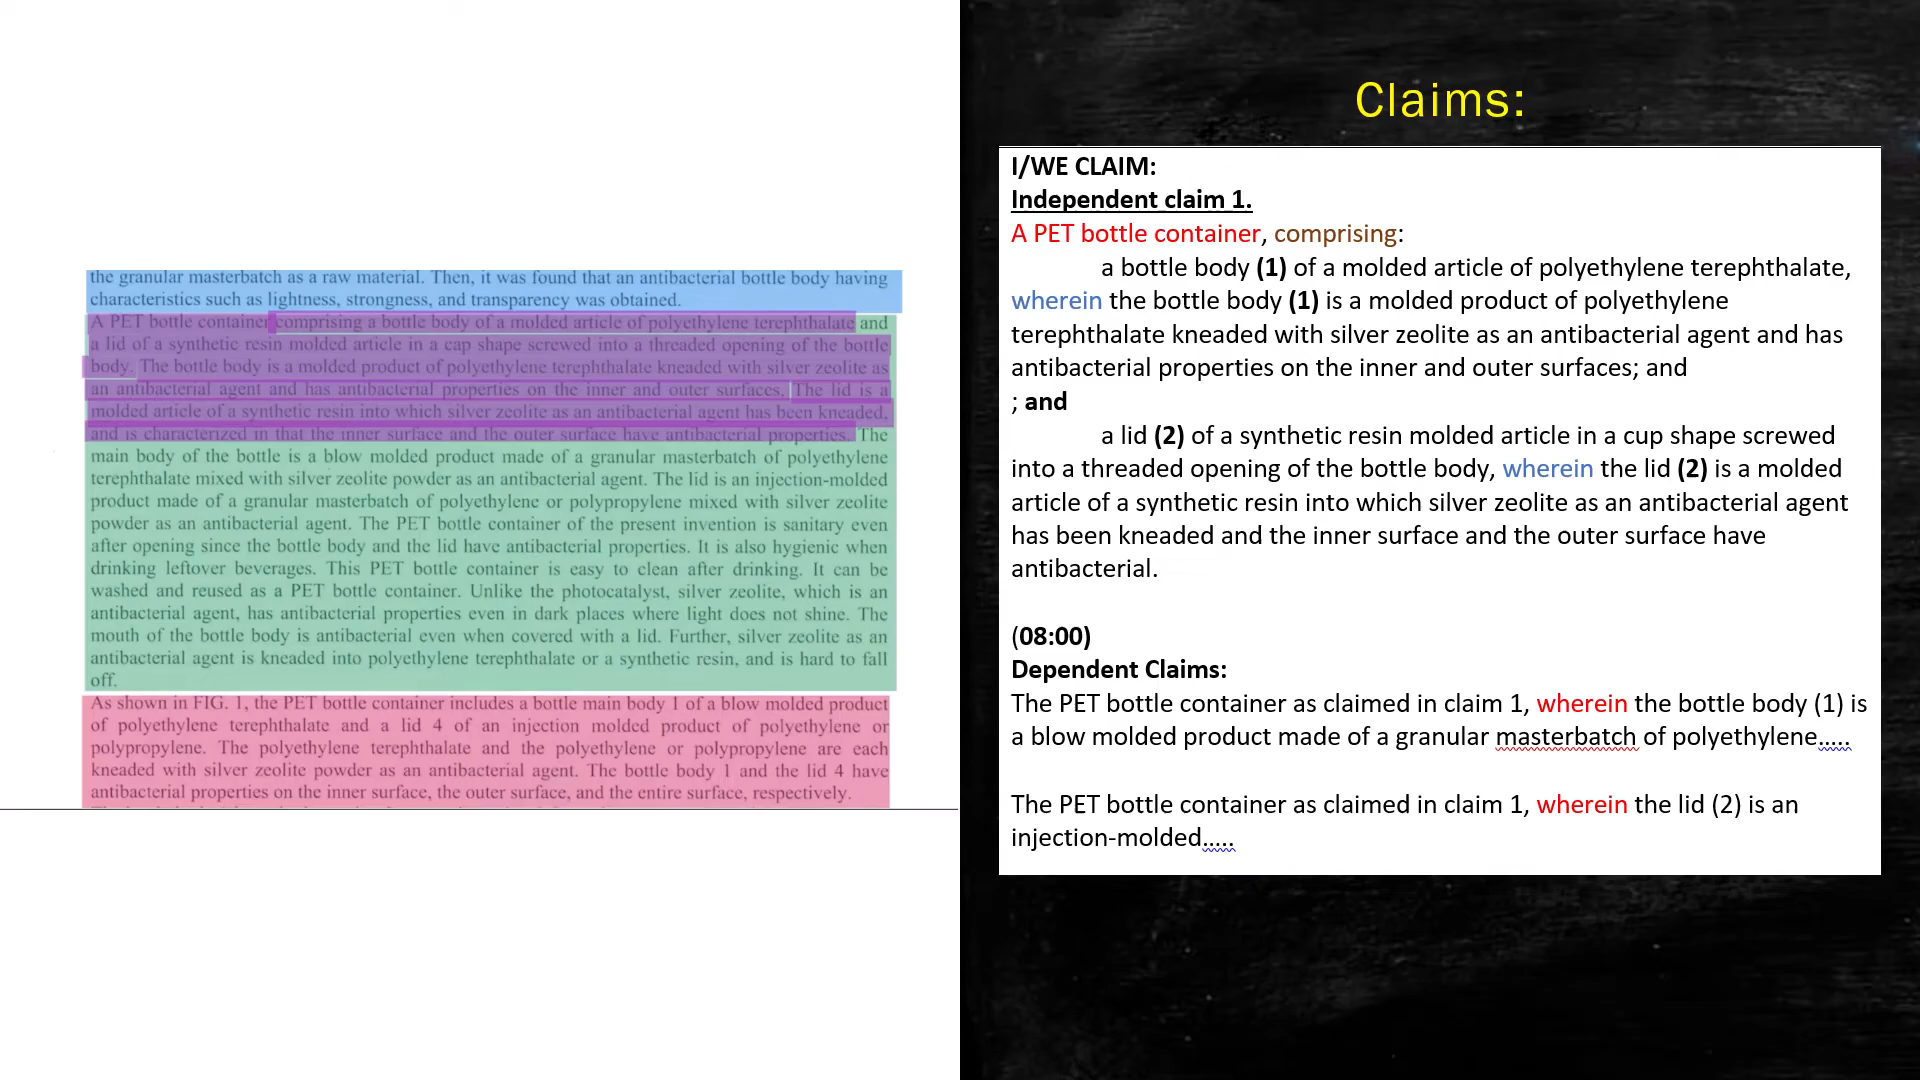 the granular masterbatch as a raw material. Then, it was found that an antibacterial bottle body having
characteristics such as lightness, strongness, and transparency was obtained.
A PET bottle container comprising a bottle body of a molded article of polyethylene terephthalate and
a lid of a synthetic resin molded article in a cap shape screwed into a threaded opening of the bottle
body. The bottle body is a molded product of polyethylene terephthalate kneaded with silver zeolite as
an antibacterial agent and has antibacterial properties on the inner and outer surfaces. The lid is a
molded article of a synthetic resin into which silver zeolite as an antibacterial agent has been kneaded,
and is characterized in that the inner surface and the outer surface have antibacterial properties. The
main body of the bottle is a blow molded product made of a granular masterbatch of polyethylene
terephthalate mixed with silver zeolite powder as an antibacterial agent. The lid is an injection-molded
product made of a granular masterbatch of polyethylene or polypropylene mixed with silver zeolite
powder as an antibacterial agent. The PET bottle container of the present invention is sanitary even
after opening since the bottle body and the lid have antibacterial properties. It is also hygienic when
drinking leftover beverages. This PET bottle container is easy to clean after drinking. It can be
washed and reused as a PET bottle container. Unlike the photocatalyst, silver zeolite, which is an
antibacterial agent, has antibacterial properties even in dark places where light does not shine. The
mouth of the bottle body is antibacterial even when covered with a lid. Further, silver zeolite as an
antibacterial agent is kneaded into polyethylene terephthalate or a synthetic resin, and is hard to fall
off.
As shown in FIG. 1, the PET bottle container includes a bottle main body 1 of a blow molded product
of polyethylene terephthalate and a lid 4 of an injection molded product of polyethylene or
polypropylene. The polyethylene terephthalate and the polyethylene or polypropylene are each
kneaded with silver zeolite powder as an antibacterial agent. The bottle body 1 and the lid 4 have
antibacterial properties on the inner surface, the outer surface, and the entire surface, respectively.
Claims:
I/WE CLAIM:
Independent claim 1.
A PET bottle container, comprising:
a bottle body (1) of a molded article of polyethylene terephthalate,
wherein the bottle body (1) is a molded product of polyethylene
terephthalate kneaded with silver zeolite as an antibacterial agent and has
antibacterial properties on the inner and outer surfaces; and
; and
a lid (2) of a synthetic resin molded article in a cup shape screwed
into a threaded opening of the bottle body, wherein the lid (2) is a molded
article of a synthetic resin into which silver zeolite as an antibacterial agent
has been kneaded and the inner surface and the outer surface have
antibacterial.
(08:00)
Dependent Claims:
The PET bottle container as claimed in claim 1, wherein the bottle body (1) is
a blow molded product made of a granular masterbatch of polyethylene.....
The PET bottle container as claimed in claim 1, wherein the lid (2) is an
injection-molded.....